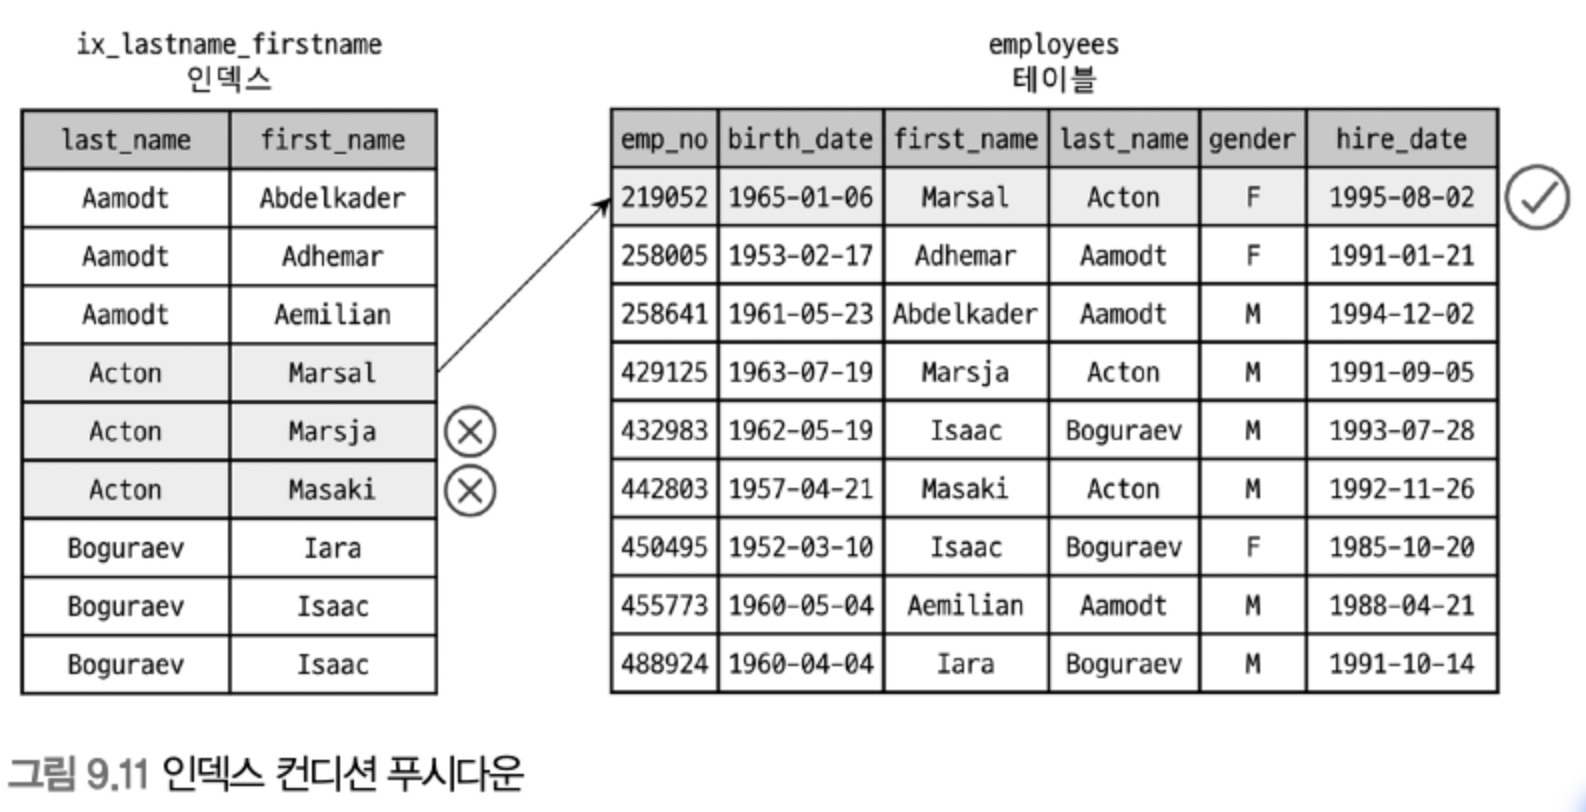 ix_lastname_firstname
인덱스
last_name first_name
Aamodt Abdelkader
Aamodt Adhemar
Aamodt Aemilian
Acton Marsal
Acton Marsja
Acton Masaki
Boguraev Iara
Boguraev Isaac
Boguraev Isaac
employees
테이블
emp_no birth_date first_name last_name gender hire_date
219052 1965-01-06 Marsal Acton F 1995-08-02
258005 1953-02-17 Adhemar Aamodt F 1991-01-21
258641 1961-05-23 Abdelkader Aamodt M 1994-12-02
429125 1963-07-19 Marsja Acton M 1991-09-05
432983 1962-05-19 Isaac Boguraev M 1993-07-28
442803 1957-04-21 Masaki Acton M 1992-11-26
450495 1952-03-10 Isaac Boguraev F 1985-10-20
455773 1960-05-04 Aemilian Aamodt M 1988-04-21
488924 1960-04-04 Iara Boguraev M 1991-10-14
그림 9.11 인덱스 컨디션 푸시다운